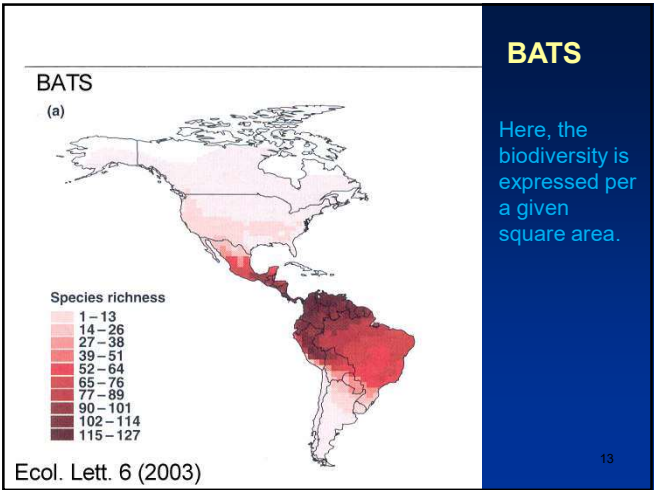 BATS
(a)
Species richness
1–13
14–26
27–38
39–51
52–64
65–76
77–89
90–101
102–114
115–127
Ecol. Lett. 6 (2003)
BATS
Here, the
biodiversity is
expressed per
a given
square area.
13